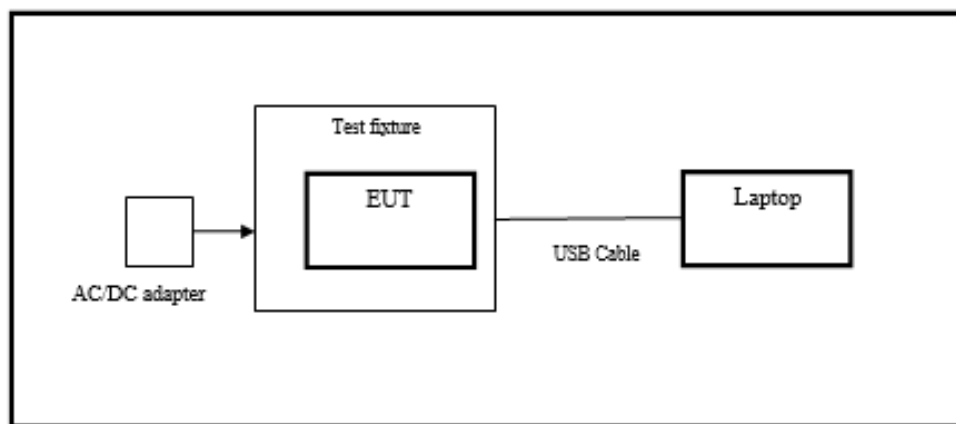 Test fixture
EUT
Laptop
USB Cable
AC/DC adapter